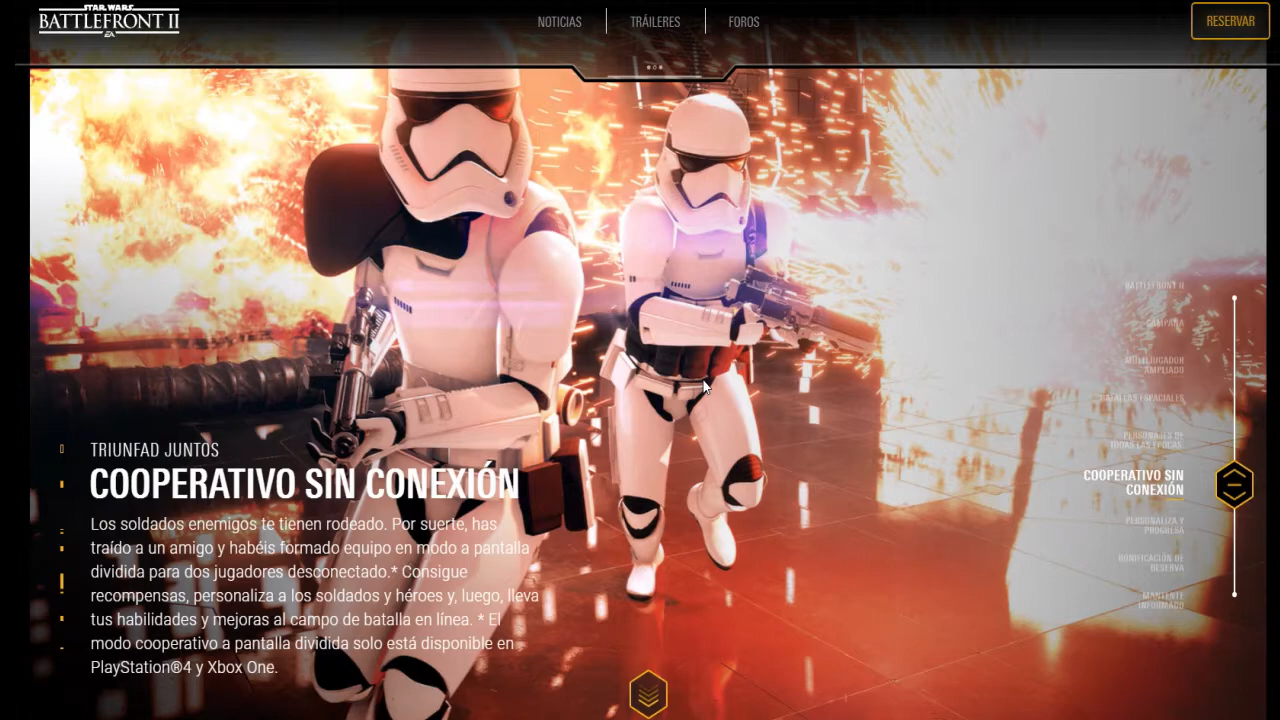 STAR WARS
BATTLEFRONT II
EA
NOTICIAS
TRÁILERES
FOROS
RESERVAR
BATTLEFRONT II
CAMPAÑA
MULTIJUGADOR
AMPLIADO
BATALLAS ESPACIALES
PERSONAJES DE
TODAS LAS ÉPOCAS
COOPERATIVO SIN
CONEXIÓN
PERSONALIZA Y
PROGRESA
BONIFICACIÓN DE
RESERVA
MANTENTE
INFORMADO
TRIUNFAD JUNTOS
COOPERATIVO SIN CONEXIÓN
Los soldados enemigos te tienen rodeado. Por suerte, has
traído a un amigo y habéis formado equipo en modo a pantalla
dividida para dos jugadores desconectado.* Consigue
recompensas, personaliza a los soldados y héroes y, luego, lleva
tus habilidades y mejoras al campo de batalla en línea. * El
modo cooperativo a pantalla dividida solo está disponible en
PlayStation®4 y Xbox One.